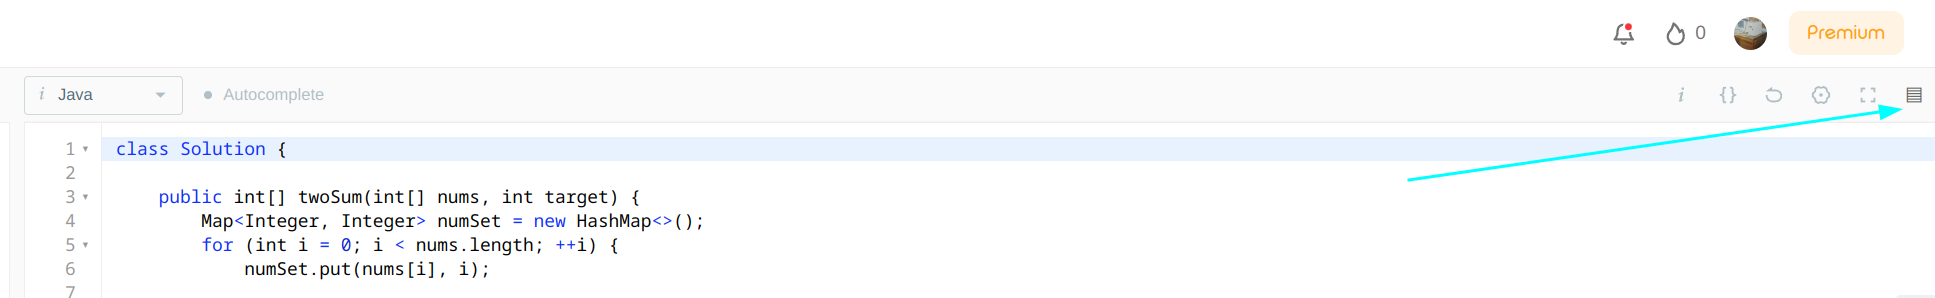 0 Premium
i Java Autocomplete i {}
1 class Solution {
2
3 public int[] twoSum(int[] nums, int target) {
4 Map<Integer, Integer> numSet = new HashMap<>();
5 for (int i = 0; i < nums.length; ++i) {
6 numSet.put(nums[i], i);
7